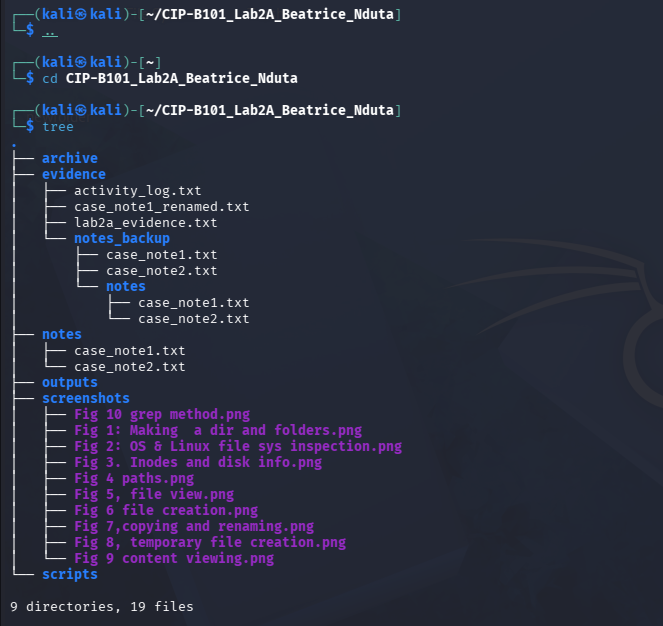 ┌──(kali㉿kali)-[~/CIP-B101_Lab2A_Beatrice_Nduta]
└─$ ..
┌──(kali㉿kali)-[~]
└─$ cd CIP-B101_Lab2A_Beatrice_Nduta
┌──(kali㉿kali)-[~/CIP-B101_Lab2A_Beatrice_Nduta]
└─$ tree
.
├── archive
├── evidence
│   ├── activity_log.txt
│   ├── case_note1_renamed.txt
│   ├── lab2a_evidence.txt
│   └── notes_backup
│       ├── case_note1.txt
│       ├── case_note2.txt
│       └── notes
│           ├── case_note1.txt
│           └── case_note2.txt
├── notes
│   ├── case_note1.txt
│   └── case_note2.txt
├── outputs
├── screenshots
│   ├── Fig 10 grep method.png
│   ├── Fig 1: Making  a dir and folders.png
│   ├── Fig 2: OS & Linux file sys inspection.png
│   ├── Fig 3. Inodes and disk info.png
│   ├── Fig 4 paths.png
│   ├── Fig 5, file view.png
│   ├── Fig 6 file creation.png
│   ├── Fig 7,copying and renaming.png
│   ├── Fig 8, temporary file creation.png
│   └── Fig 9 content viewing.png
└── scripts
9 directories, 19 files